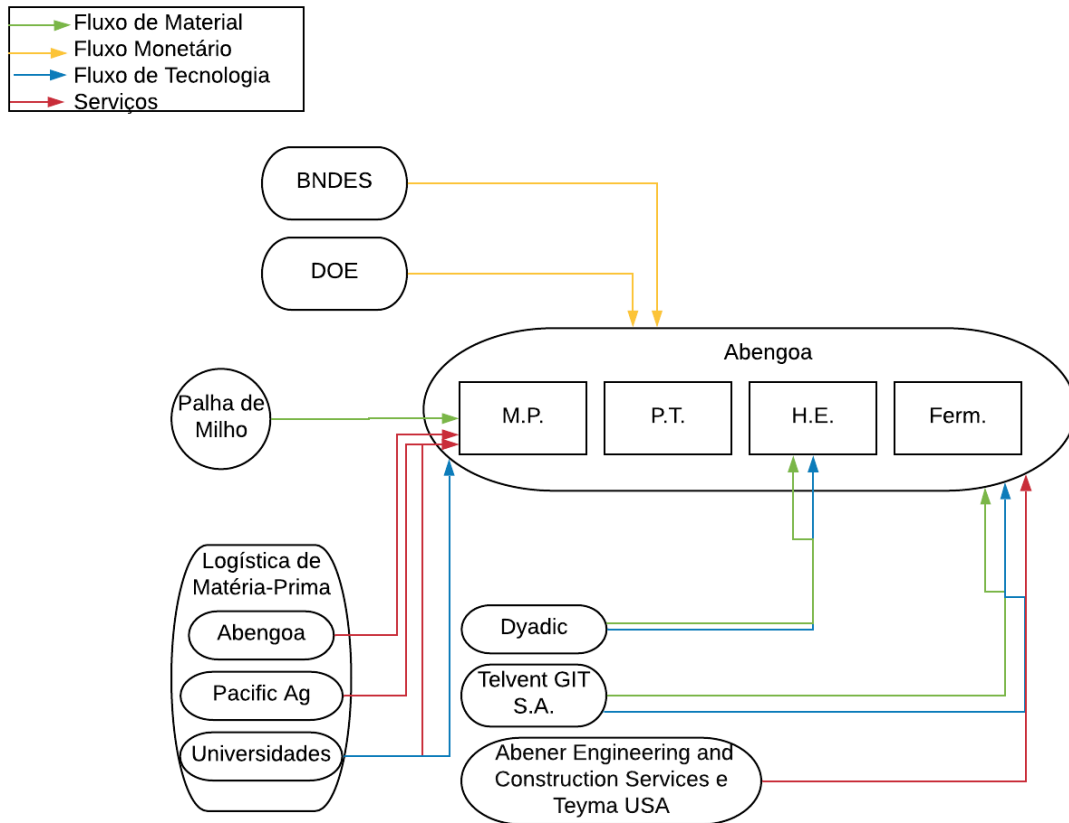 Fluxo de Material
Fluxo Monetário
Fluxo de Tecnologia
Serviços
BNDES
DOE
Abengoa
Palha de
Milho
M.P.
P.T.
H.E.
Ferm.
Logística de
Matéria-Prima
Abengoa
Pacific Ag
Universidades
Dyadic
Telvent GIT
S.A.
Abener Engineering and
Construction Services e
Teyma USA